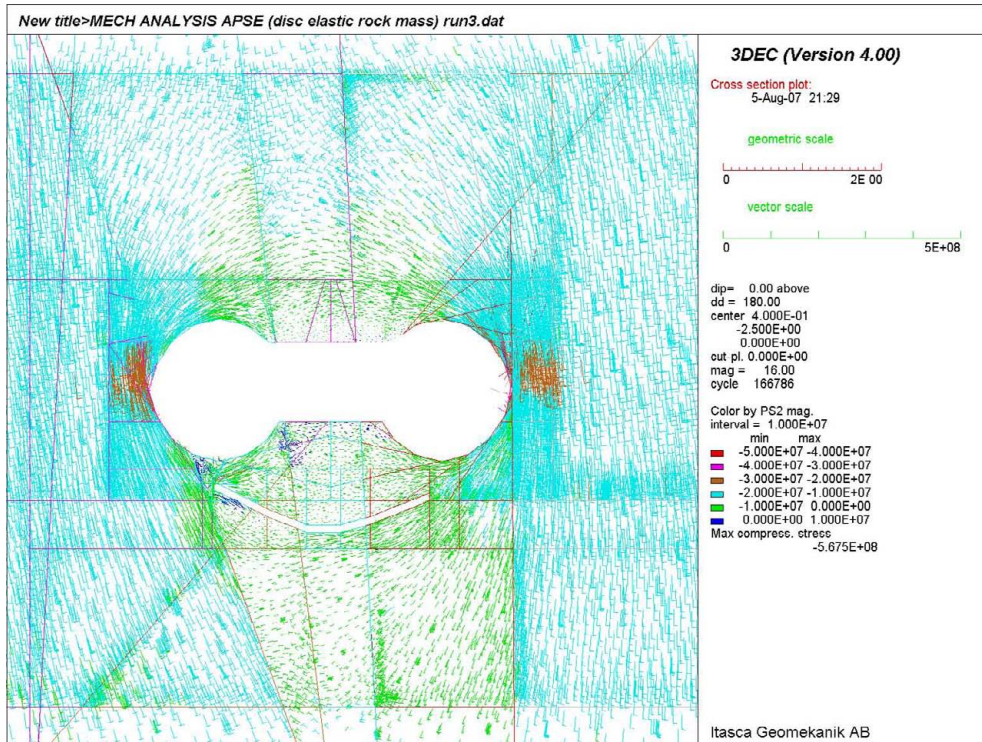 New title>MECH ANALYSIS APSE (disc elastic rock mass) run3.dat
3DEC (Version 4.00)
Cross section plot:
5-Aug-07 21:29
geometric scale
0 2E 00
vector scale
0 5E+08
dip= 0.00 above
dd = 180.00
center 4.000E-01
-2.500E+00
0.000E+00
cut pl. 0.000E+00
mag = 16.00
cycle 166786
Color by PS2 mag.
interval = 1.000E+07
min max
-5.000E+07 -4.000E+07
-4.000E+07 -3.000E+07
-3.000E+07 -2.000E+07
-2.000E+07 -1.000E+07
-1.000E+07 0.000E+00
0.000E+00 1.000E+07
Max compress. stress
-5.675E+08
Itasca Geomekanik AB